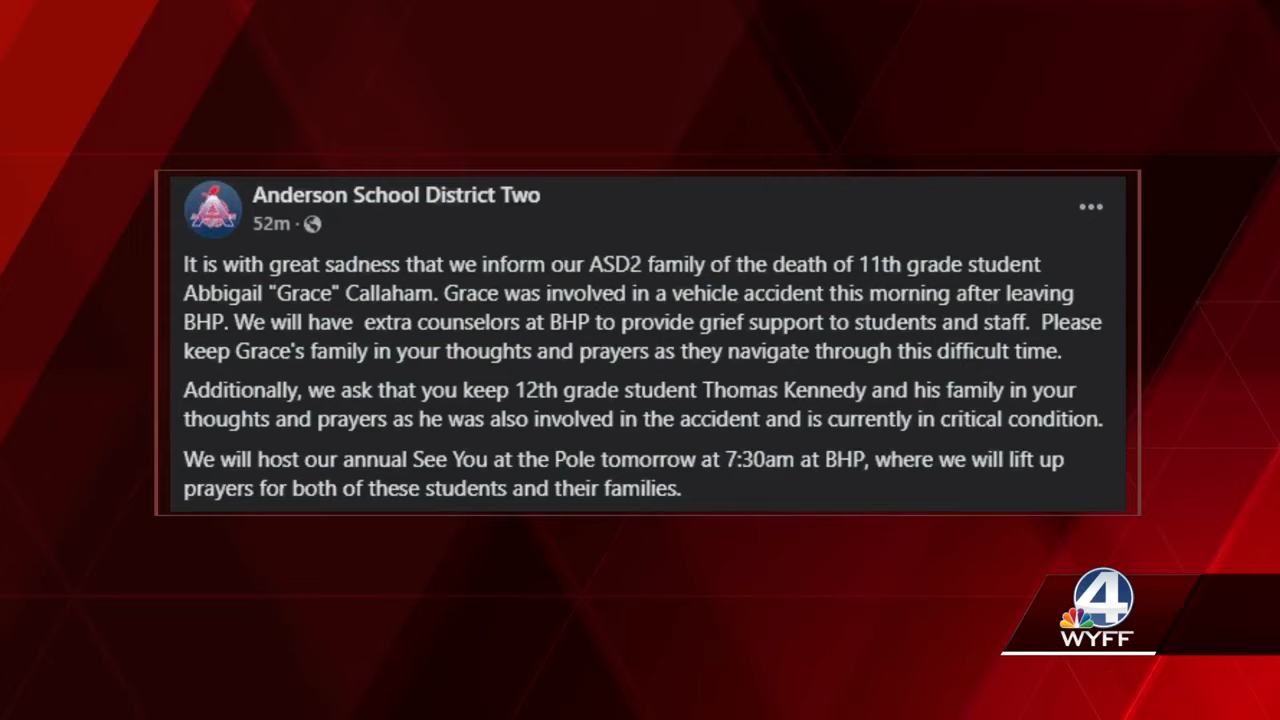 Anderson School District Two
52m ·
It is with great sadness that we inform our ASD2 family of the death of 11th grade student
Abbigail "Grace" Callaham. Grace was involved in a vehicle accident this morning after leaving
BHP. We will have extra counselors at BHP to provide grief support to students and staff. Please
keep Grace's family in your thoughts and prayers as they navigate through this difficult time.
Additionally, we ask that you keep 12th grade student Thomas Kennedy and his family in your
thoughts and prayers as he was also involved in the accident and is currently in critical condition.
We will host our annual See You at the Pole tomorrow at 7:30am at BHP, where we will lift up
prayers for both of these students and their families.
4
WYFF